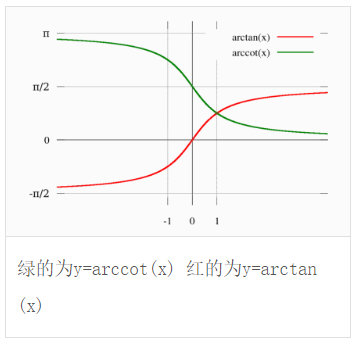 π
arctan(x)
arccot(x)
π/2
0
-π/2
-1 0 1
绿的为y=arccot(x) 红的为y=arctan
(x)